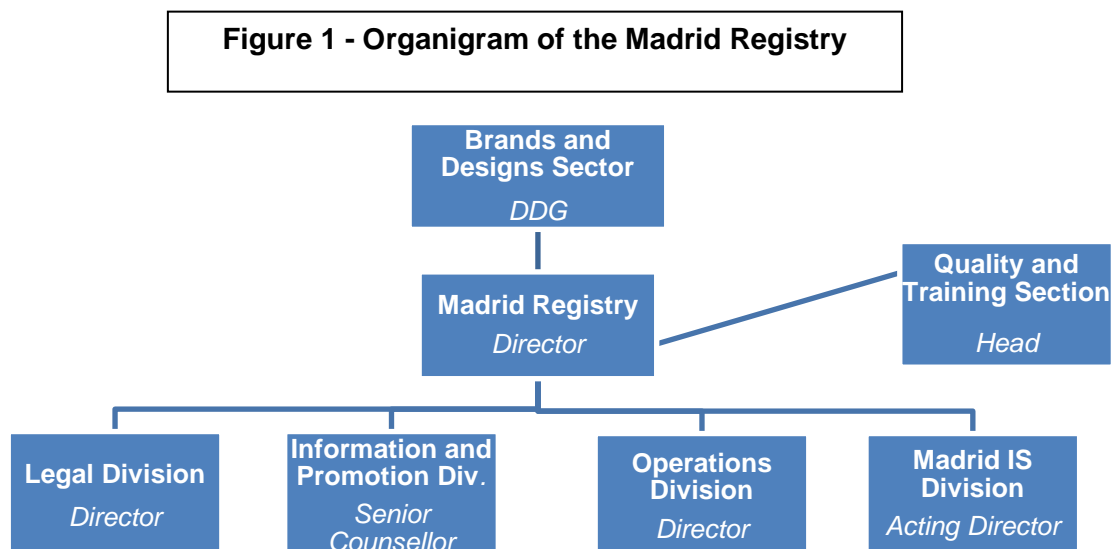 Figure 1 - Organigram of the Madrid Registry
Brands and
Designs Sector
DDG
Quality and
Training Section
Head
Madrid Registry
Director
Legal Division
Director
Information and
Promotion Div.
Senior
Counsellor
Operations
Division
Director
Madrid IS
Division
Acting Director